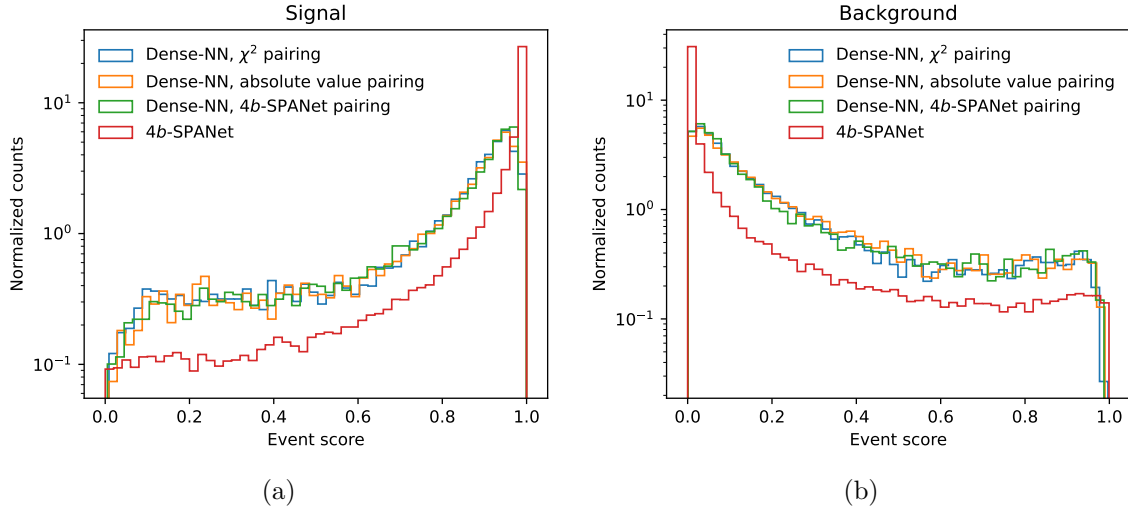 Signal
Dense-NN, χ² pairing
Dense-NN, absolute value pairing
Dense-NN, 4b-SPANet pairing
4b-SPANet
Normalized counts
10¹
10⁰
10⁻¹
0.0 0.2 0.4 0.6 0.8 1.0
Event score
(a)
Background
Dense-NN, χ² pairing
Dense-NN, absolute value pairing
Dense-NN, 4b-SPANet pairing
4b-SPANet
Normalized counts
10¹
10⁰
10⁻¹
0.0 0.2 0.4 0.6 0.8 1.0
Event score
(b)